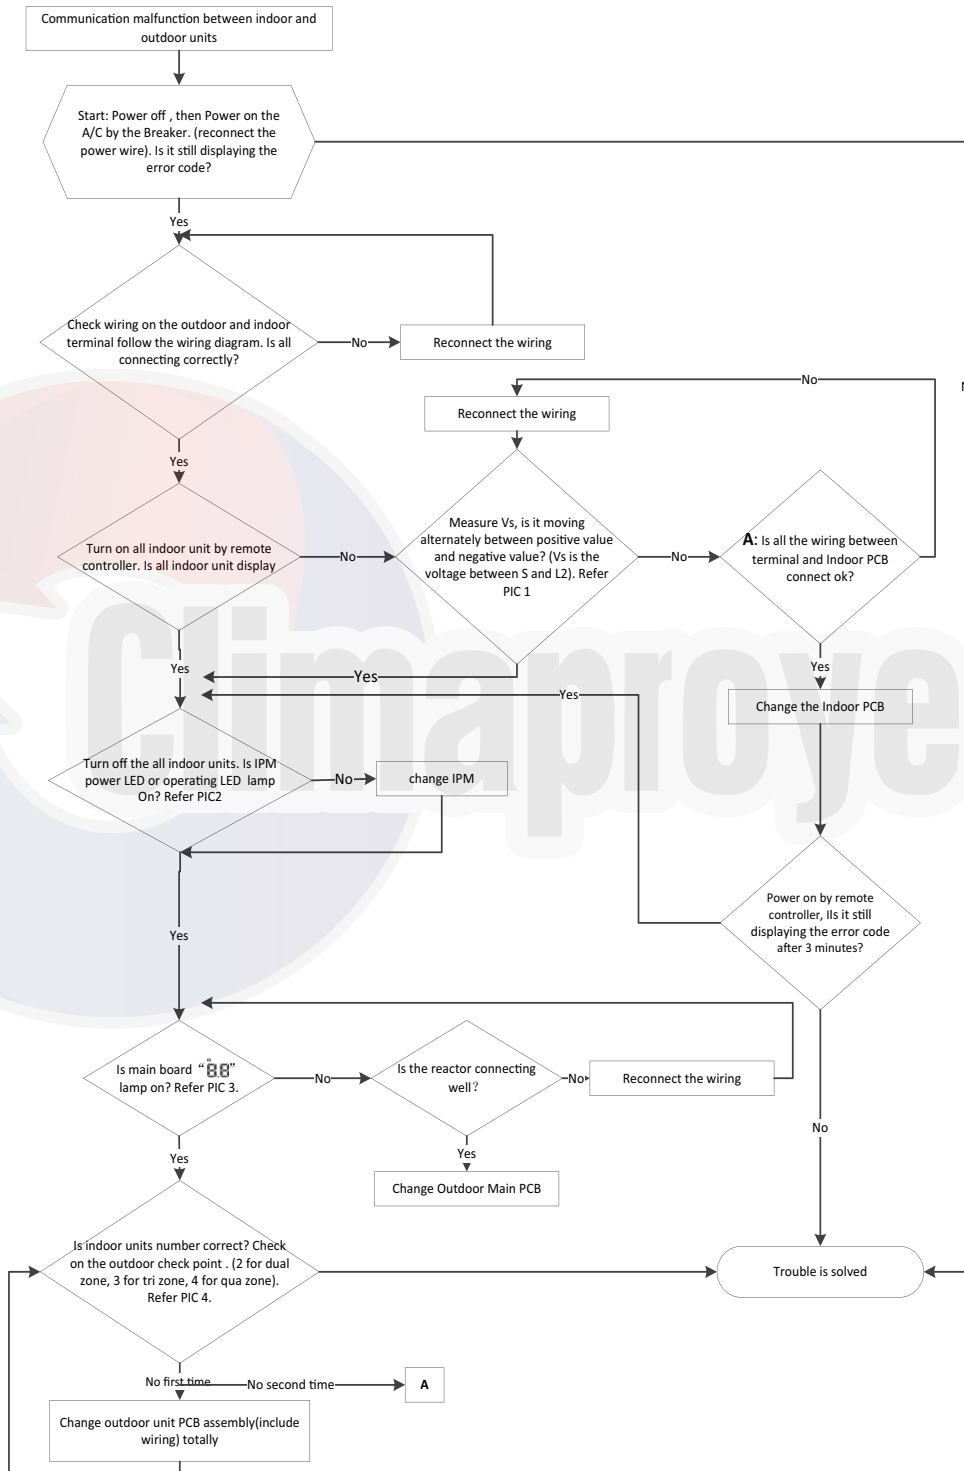 Communication malfunction between indoor and
outdoor units
Start: Power off , then Power on the
A/C by the Breaker. (reconnect the
power wire). Is it still displaying the
error code?
Yes
Check wiring on the outdoor and indoor
terminal follow the wiring diagram. Is all
connecting correctly?
No
Reconnect the wiring
No
Reconnect the wiring
Yes
Turn on all indoor unit by remote
controller. Is all indoor unit display
No
Measure Vs, is it moving
alternately between positive value
and negative value? (Vs is the
voltage between S and L2). Refer
PIC 1
No
A: Is all the wiring between
terminal and Indoor PCB
connect ok?
Yes
Yes
Yes
Yes
Change the Indoor PCB
Climaproye
Turn off the all indoor units. Is IPM
power LED or operating LED lamp
On? Refer PIC2
No
change IPM
Power on by remote
controller, IIs it still
displaying the error code
after 3 minutes?
Yes
Is main board “8.8”
lamp on? Refer PIC 3.
No
Is the reactor connecting
well?
No
Reconnect the wiring
No
Yes
Yes
Change Outdoor Main PCB
Is indoor units number correct? Check
on the outdoor check point . (2 for dual
zone, 3 for tri zone, 4 for qua zone).
Refer PIC 4.
Trouble is solved
No first time
No second time
A
Change outdoor unit PCB assembly(include
wiring) totally